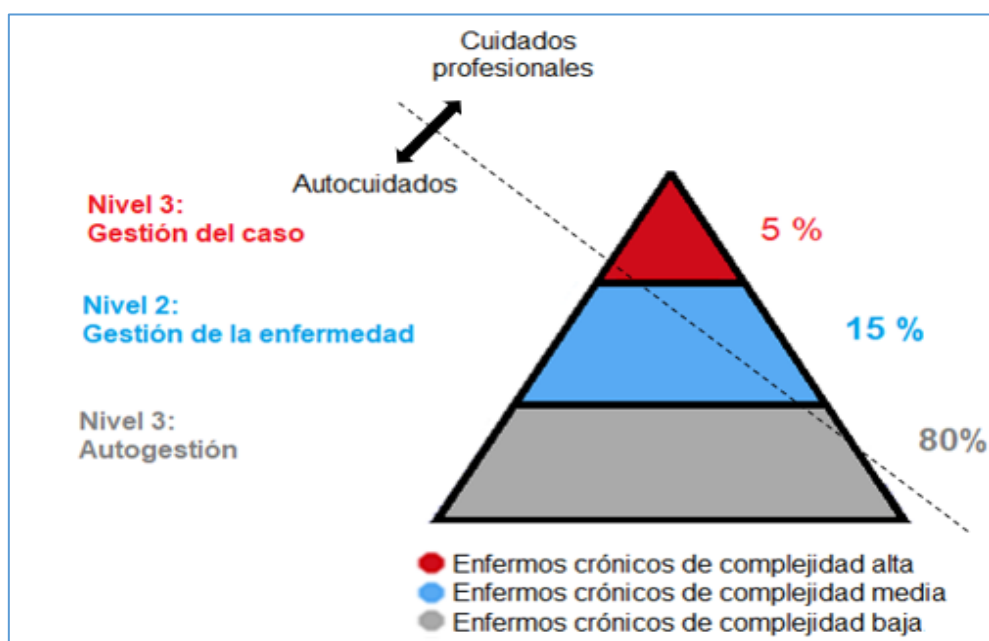 Cuidados
profesionales
Autocuidados
Nivel 3:
Gestión del caso
5 %
Nivel 2:
Gestión de la enfermedad
15 %
Nivel 3:
Autogestión
80%
Enfermos crónicos de complejidad alta
Enfermos crónicos de complejidad media
Enfermos crónicos de complejidad baja